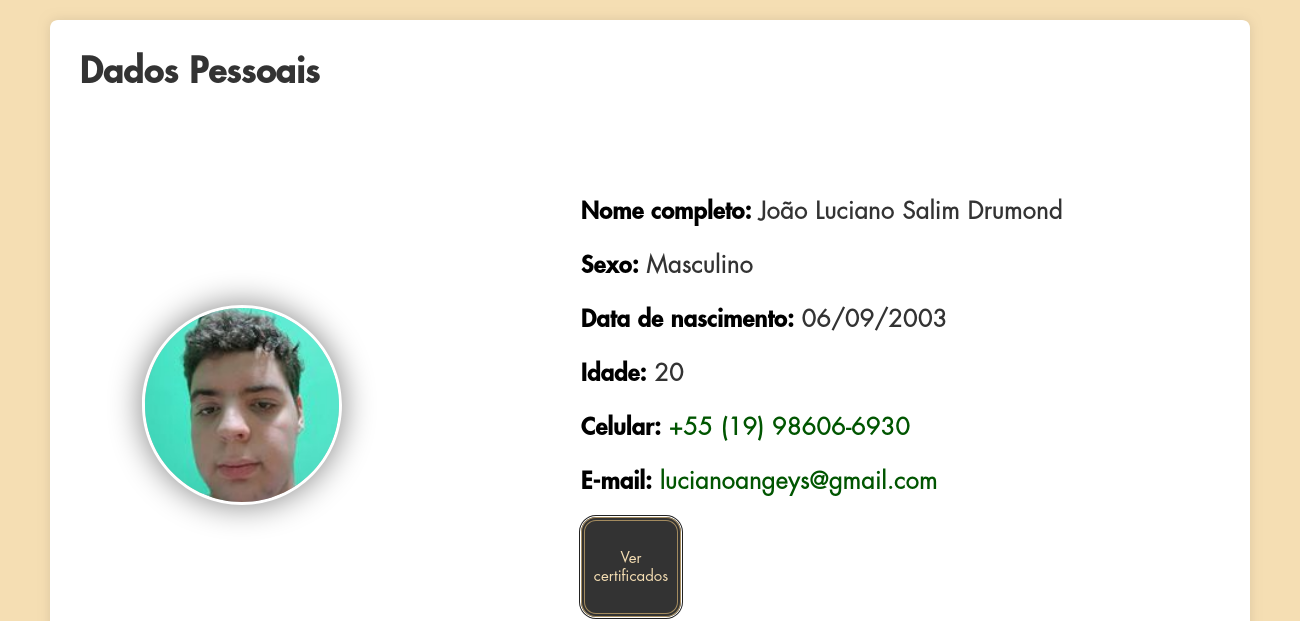 Dados Pessoais
Nome completo: João Luciano Salim Drumond
Sexo: Masculino
Data de nascimento: 06/09/2003
Idade: 20
Celular: +55 (19) 98606-6930
E-mail: lucianoangeys@gmail.com
Ver
certificados